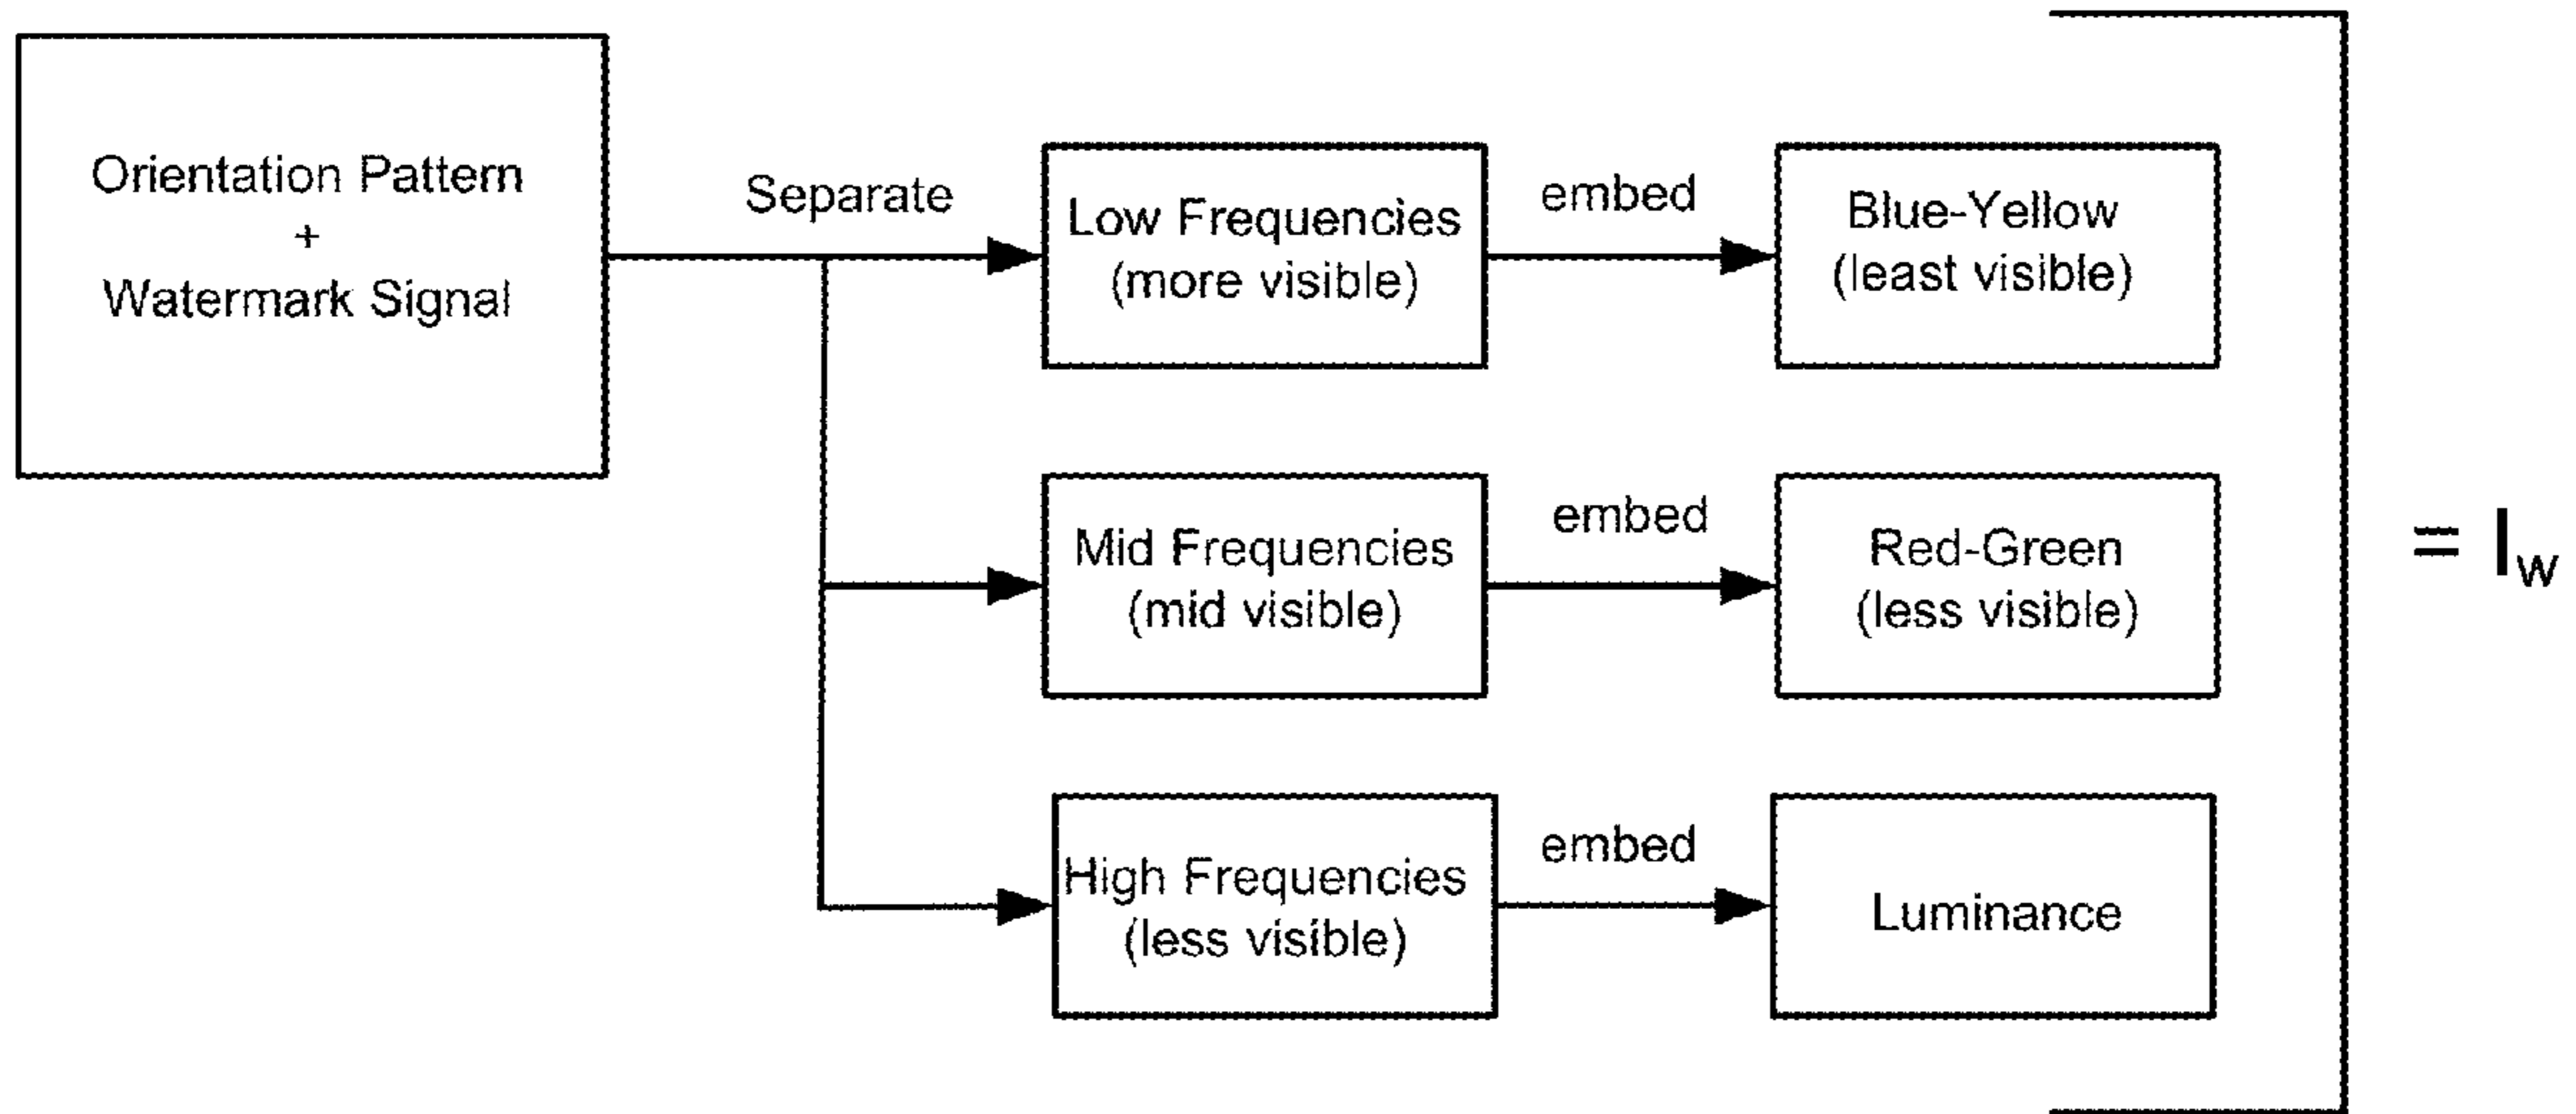 Orientation Pattern
+
Watermark Signal
Separate
Low Frequencies
(more visible)
embed
Blue-Yellow
(least visible)
Mid Frequencies
(mid visible)
embed
Red-Green
(less visible)
High Frequencies
(less visible)
embed
Luminance
= Iw